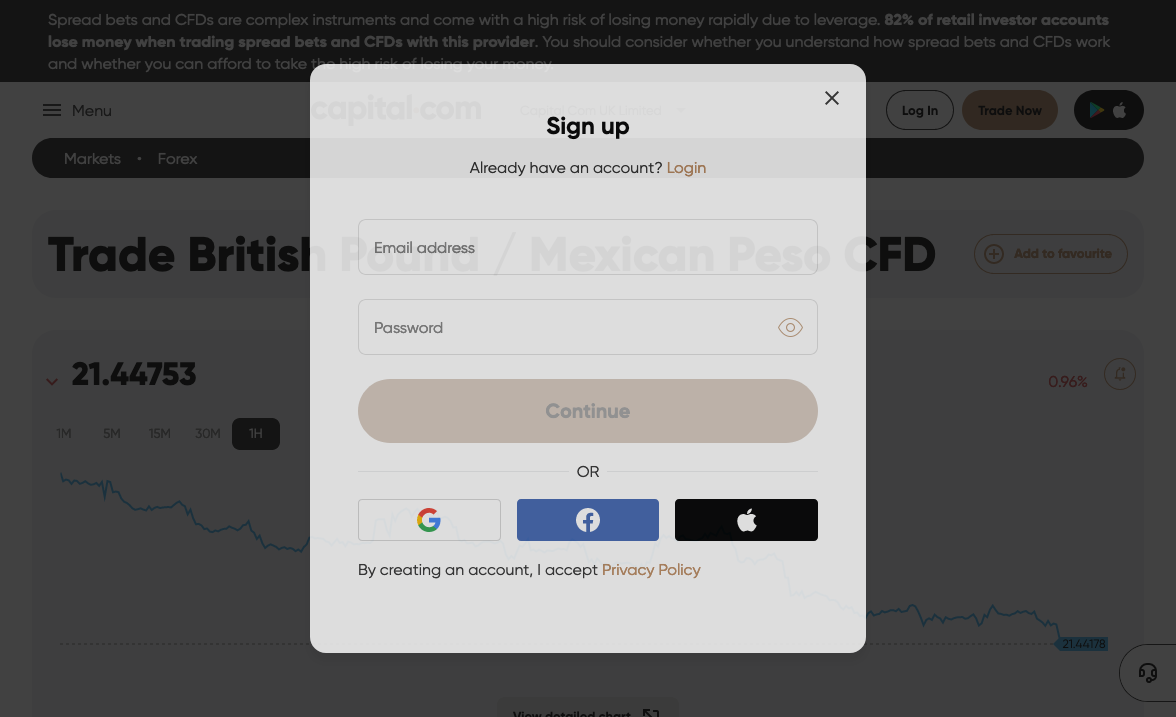 Spread bets and CFDs are complex instruments and come with a high risk of losing money rapidly due to leverage. 82% of retail investor accounts
lose money when trading spread bets and CFDs with this provider. You should consider whether you understand how spread bets and CFDs work
and whether you can afford to take the high risk of losing your money.
Menu
capital.com
Capital Com UK Limited
Log In
Trade Now
Markets • Forex
Sign up
Already have an account? Login
Trade British Pound / Mexican Peso CFD
Add to favourite
Email address
Password
21.44753
0.96%
1M 5M 15M 30M 1H
Continue
OR
By creating an account, I accept Privacy Policy
21.44178
View detailed chart